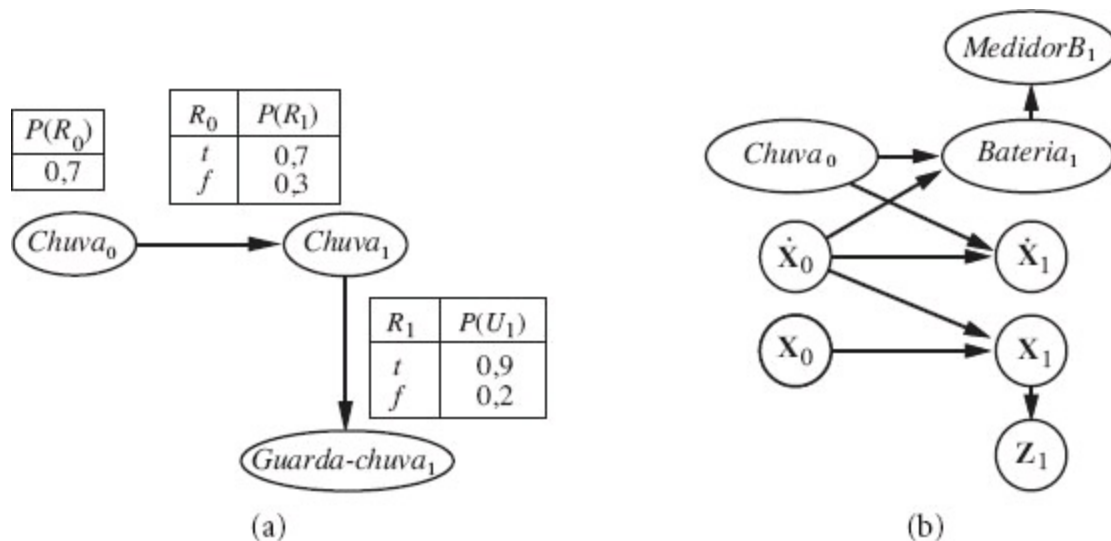 P(R0)
0,7
R0 P(R1)
t 0,7
f 0,3
Chuva0
Chuva1
R1 P(U1)
t 0,9
f 0,2
Guarda-chuva1
(a)
MedidorB1
Chuva0
Bateria1
Ẋ0
Ẋ1
X0
X1
Z1
(b)